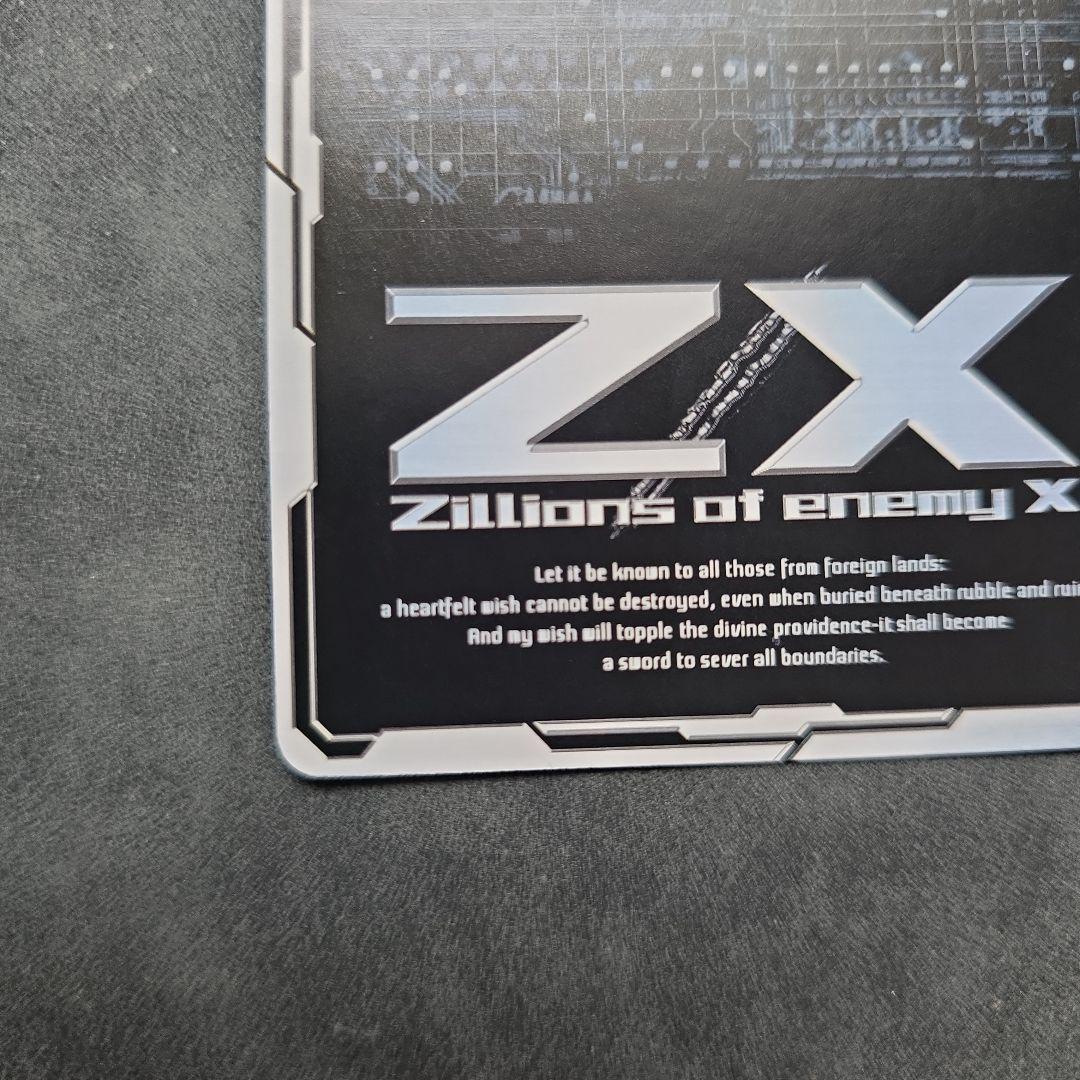 ZX
Zillions of enemy X
Let it be known to all those from foreign lands:
a heartfelt wish cannot be destroyed, even when buried beneath rubble and ruin
And my wish will topple the divine providence-it shall become
a sword to sever all boundaries.